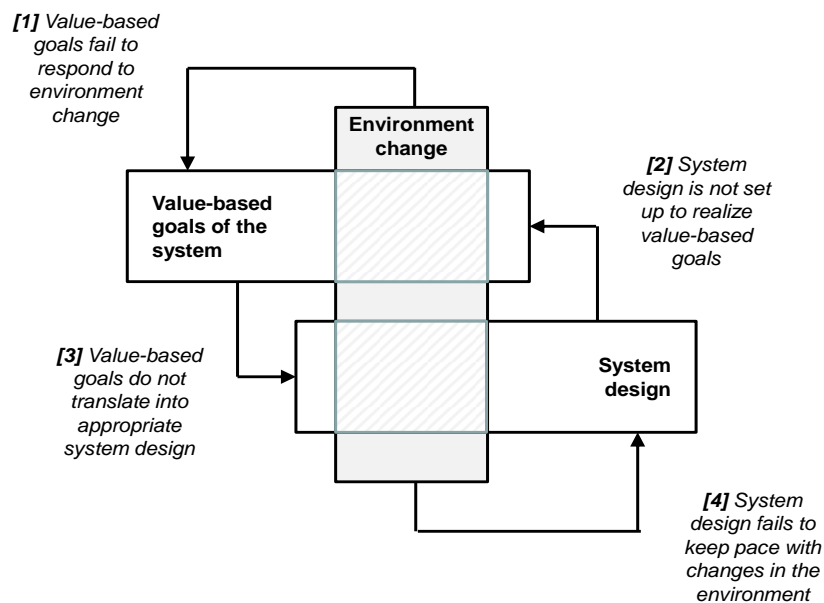 [1] Value-based
goals fail to
respond to
environment
change
Environment
change
[2] System
design is not set
up to realize
value-based
goals
Value-based
goals of the
system
[3] Value-based
goals do not
translate into
appropriate
system design
System
design
[4] System
design fails to
keep pace with
changes in the
environment